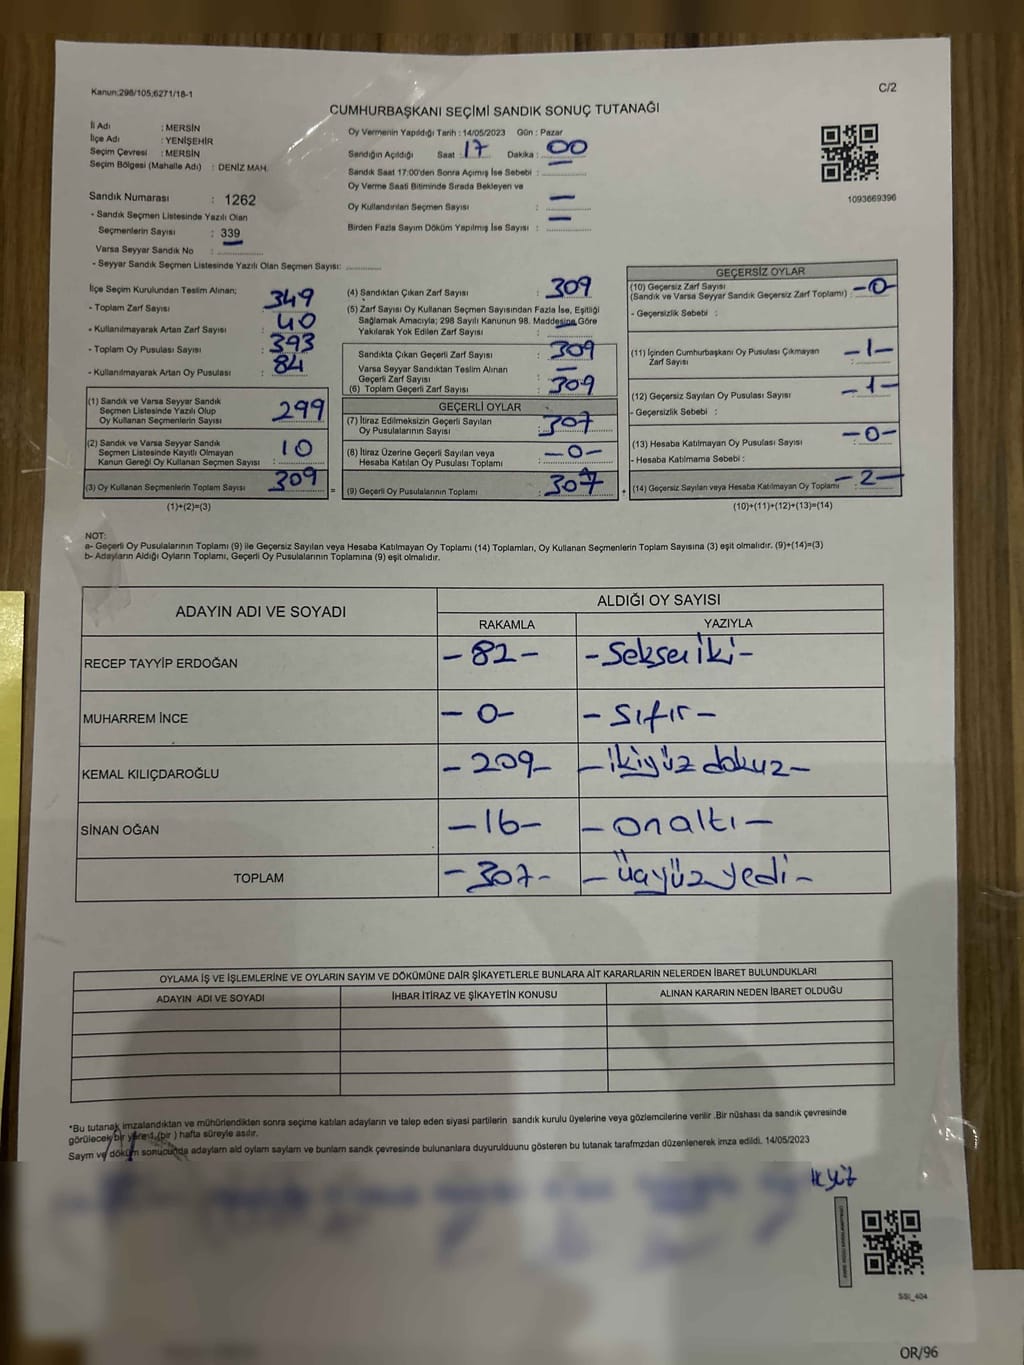 Kanun;298/105;6271/18-1
C/2
CUMHURBAŞKANI SEÇİMİ SANDIK SONUÇ TUTANAĞI
İl Adı : MERSİN
İlçe Adı : YENİŞEHİR
Seçim Çevresi : MERSİN
Seçim Bölgesi (Mahalle Adı) : DENİZ MAH.
Sandık Numarası : 1262
- Sandık Seçmen Listesinde Yazılı Olan
Seçmenlerin Sayısı : 339
Varsa Seyyar Sandık No :
- Seyyar Sandık Seçmen Listesinde Yazılı Olan Seçmen Sayısı:
Oy Vermenin Yapıldığı Tarih : 14/05/2023 Gün : Pazar
Sandığın Açıldığı Saat : 17 Dakika : 00
Sandık Saat 17:00'den Sonra Açımış İse Sebebi : —
Oy Verme Saati Bitiminde Sırada Bekleyen ve
Oy Kullandırılan Seçmen Sayısı : —
Birden Fazla Sayım Döküm Yapılmış İse Sayısı : —
1093669396
İlçe Seçim Kurulundan Teslim Alınan;
- Toplam Zarf Sayısı : 349
- Kullanılmayarak Artan Zarf Sayısı : 40
- Toplam Oy Pusulası Sayısı : 393
- Kullanılmayarak Artan Oy Pusulası : 84
(1) Sandık ve Varsa Seyyar Sandık
Seçmen Listesinde Yazılı Olup
Oy Kullanan Seçmenlerin Sayısı : 299
(2) Sandık ve Varsa Seyyar Sandık
Seçmen Listesinde Kayıtlı Olmayan
Kanun Gereği Oy Kullanan Seçmen Sayısı : 10
(3) Oy Kullanan Seçmenlerin Toplam Sayısı : 309
(1)+(2)=(3)
(4) Sandıktan Çıkan Zarf Sayısı : 309
(5) Zarf Sayısı Oy Kullanan Seçmen Sayısından Fazla İse, Eşitliği
Sağlamak Amacıyla; 298 Sayılı Kanunun 98. Maddesine Göre
Yakılarak Yok Edilen Zarf Sayısı : —
Sandıkta Çıkan Geçerli Zarf Sayısı : 309
Varsa Seyyar Sandıktan Teslim Alınan
Geçerli Zarf Sayısı : —
(6) Toplam Geçerli Zarf Sayısı : 309
GEÇERLİ OYLAR
(7) İtiraz Edilmeksizin Geçerli Sayılan
Oy Pusulalarının Sayısı : 307
(8) İtiraz Üzerine Geçerli Sayılan veya
Hesaba Katılan Oy Pusulası Toplamı : -0-
= (9) Geçerli Oy Pusulalarının Toplamı : 307 +
GEÇERSİZ OYLAR
(10) Geçersiz Zarf Sayısı
(Sandık ve Varsa Seyyar Sandık Geçersiz Zarf Toplamı) : -0-
- Geçersizlik Sebebi :
(11) İçinden Cumhurbaşkanı Oy Pusulası Çıkmayan
Zarf Sayısı : -1-
(12) Geçersiz Sayılan Oy Pusulası Sayısı : -1-
- Geçersizlik Sebebi :
(13) Hesaba Katılmayan Oy Pusulası Sayısı : -0-
- Hesaba Katılmama Sebebi :
(14) Geçersiz Sayılan veya Hesaba Katılmayan Oy Toplamı : -2-
(10)+(11)+(12)+(13)=(14)
NOT:
a- Geçerli Oy Pusulalarının Toplamı (9) ile Geçersiz Sayılan veya Hesaba Katılmayan Oy Toplamı (14) Toplamları, Oy Kullanan Seçmenlerin Toplam Sayısına (3) eşit olmalıdır. (9)+(14)=(3)
b- Adayların Aldığı Oyların Toplamı, Geçerli Oy Pusulalarının Toplamına (9) eşit olmalıdır.
ADAYIN ADI VE SOYADI ALDIĞI OY SAYISI
RAKAMLA YAZIYLA
RECEP TAYYİP ERDOĞAN -82- -Seksen iki-
MUHARREM İNCE -0- -sıfır-
KEMAL KILIÇDAROĞLU -209- -ikiyüz dokuz-
SİNAN OĞAN -16- -on altı-
TOPLAM -307- -üçyüz yedi-
OYLAMA İŞ VE İŞLEMLERİNE VE OYLARIN SAYIM VE DÖKÜMÜNE DAİR ŞİKAYETLERLE BUNLARA AİT KARARLARIN NELERDEN İBARET BULUNDUKLARI
ADAYIN ADI VE SOYADI İHBAR İTİRAZ VE ŞİKAYETİN KONUSU ALINAN KARARIN NEDEN İBARET OLDUĞU
*Bu tutanak imzalandıktan ve mühürlendikten sonra seçime katılan adayların ve talep eden siyasi partilerin sandık kurulu üyelerine veya gözlemcilerine verilir .Bir nüshası da sandık çevresinde
görülecek bir yere 1 (bir ) hafta süreyle asılır.
Sayım ve döküm sonucunda adayların ald oyların sayları ve bunların sandk çevresinde bulunanlara duyurulduunu gösteren bu tutanak tarafmzdan düzenlenerek imza edildi. 14/05/2023
SSI_404
OR/96